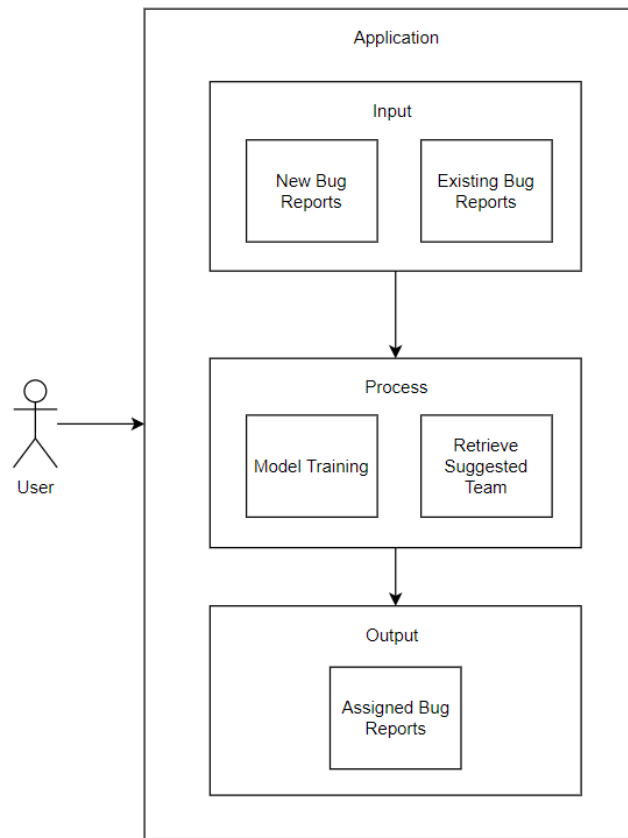 Application
Input
New Bug
Reports
Existing Bug
Reports
Process
Model Training
Retrieve
Suggested
Team
User
Output
Assigned Bug
Reports